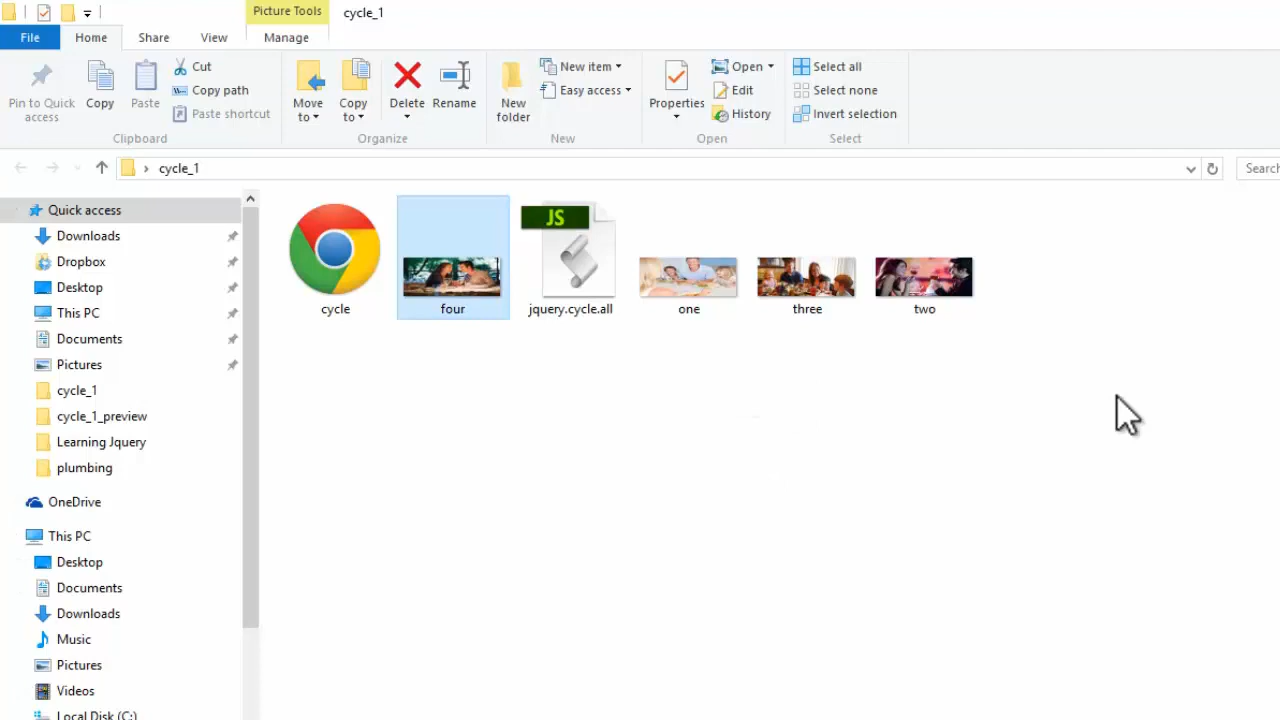 Picture Tools
cycle_1
File
Home
Share
View
Manage
Pin to Quick access
Copy
Paste
Cut
Copy path
Paste shortcut
Clipboard
Move to
Copy to
Delete
Rename
Organize
New folder
New item
Easy access
New
Properties
Open
Edit
History
Open
Select all
Select none
Invert selection
Select
cycle_1
Search
Quick access
Downloads
Dropbox
Desktop
This PC
Documents
Pictures
cycle_1
cycle_1_preview
Learning Jquery
plumbing
OneDrive
This PC
Desktop
Documents
Downloads
Music
Pictures
Videos
Local Disk (C:)
cycle
four
JS
jquery.cycle.all
one
three
two